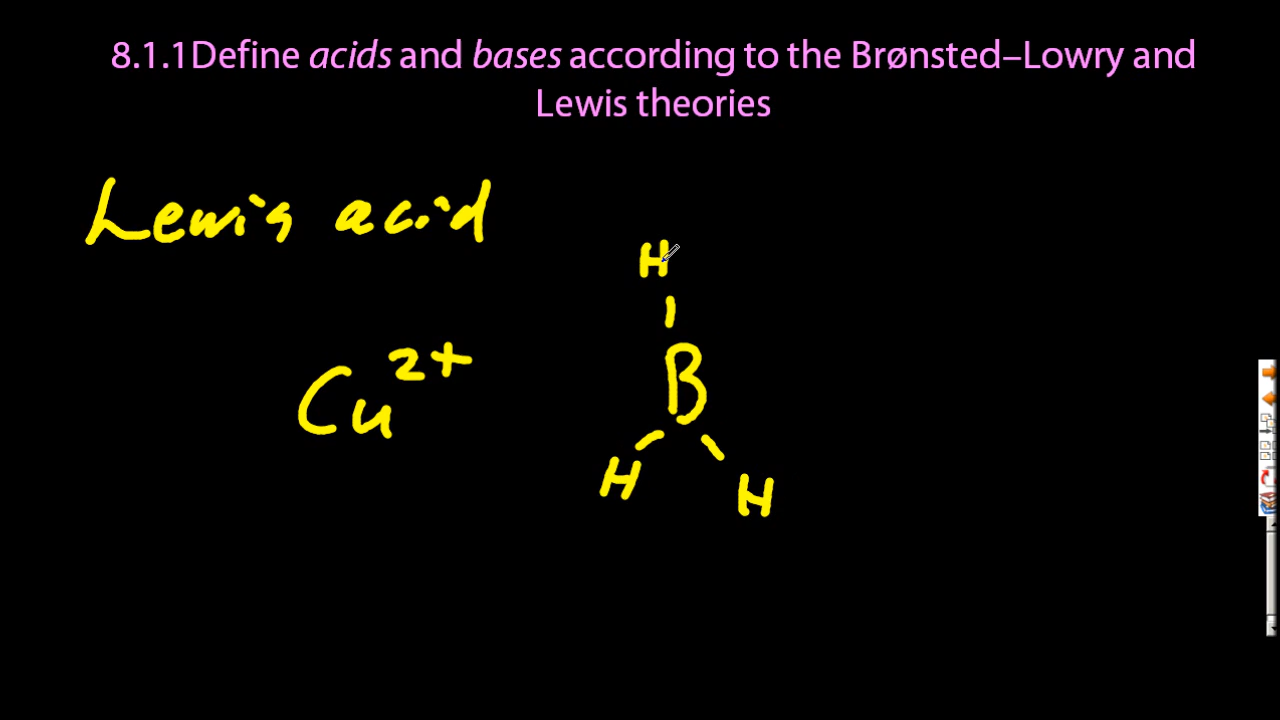 8.1.1Define acids and bases according to the Brønsted–Lowry and
Lewis theories
Lewis acid
H
Cu2+
B
H H